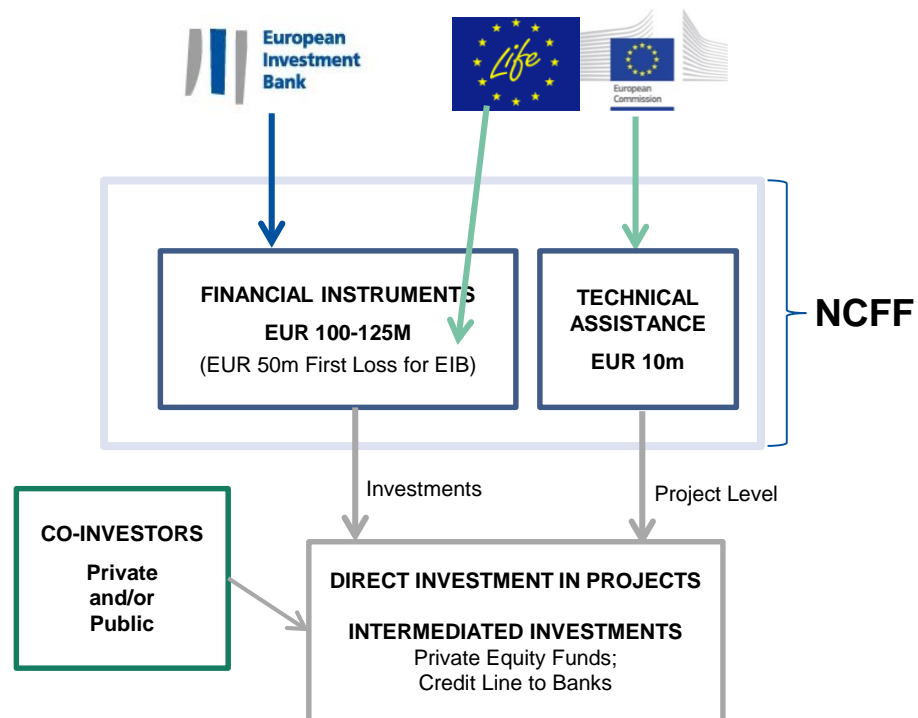 European
Investment
Bank
Life
European
Commission
FINANCIAL INSTRUMENTS
EUR 100-125M
(EUR 50m First Loss for EIB)
TECHNICAL
ASSISTANCE
EUR 10m
NCFF
Investments
Project Level
CO-INVESTORS
Private
and/or
Public
DIRECT INVESTMENT IN PROJECTS
INTERMEDIATED INVESTMENTS
Private Equity Funds;
Credit Line to Banks